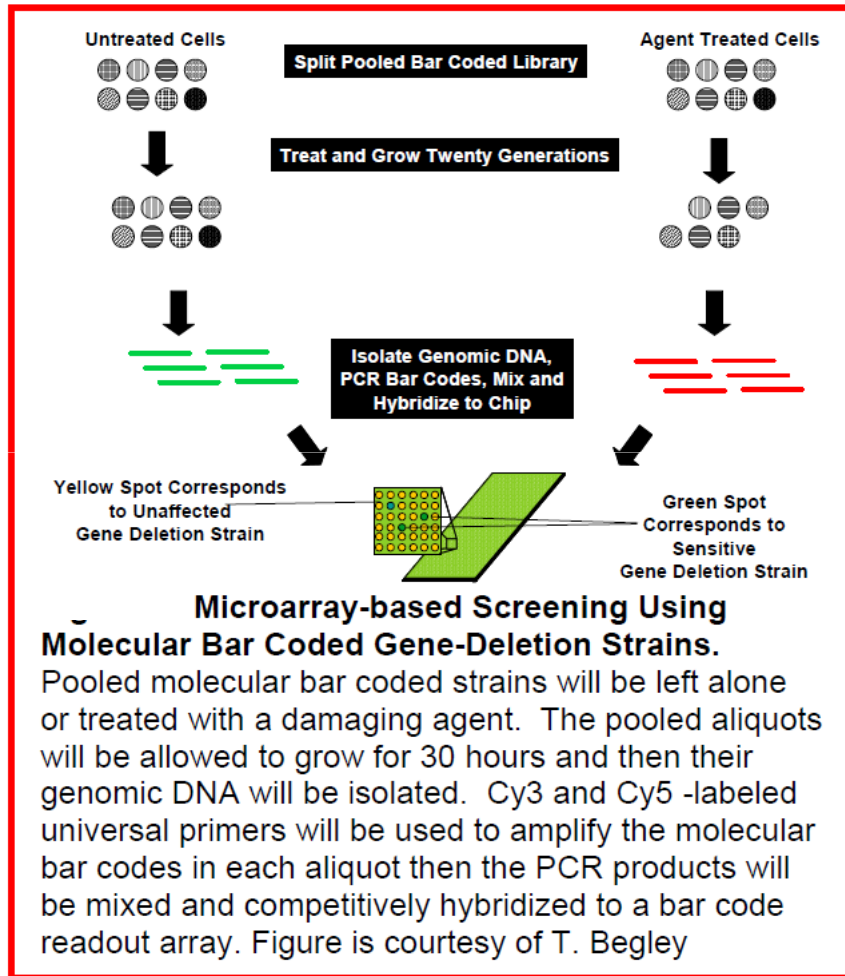 Untreated Cells
Split Pooled Bar Coded Library
Agent Treated Cells
Treat and Grow Twenty Generations
Isolate Genomic DNA,
PCR Bar Codes, Mix and
Hybridize to Chip
Yellow Spot Corresponds
to Unaffected
Gene Deletion Strain
Green Spot
Corresponds to
Sensitive
Gene Deletion Strain
Microarray-based Screening Using
Molecular Bar Coded Gene-Deletion Strains.
Pooled molecular bar coded strains will be left alone
or treated with a damaging agent. The pooled aliquots
will be allowed to grow for 30 hours and then their
genomic DNA will be isolated. Cy3 and Cy5 -labeled
universal primers will be used to amplify the molecular
bar codes in each aliquot then the PCR products will
be mixed and competitively hybridized to a bar code
readout array. Figure is courtesy of T. Begley